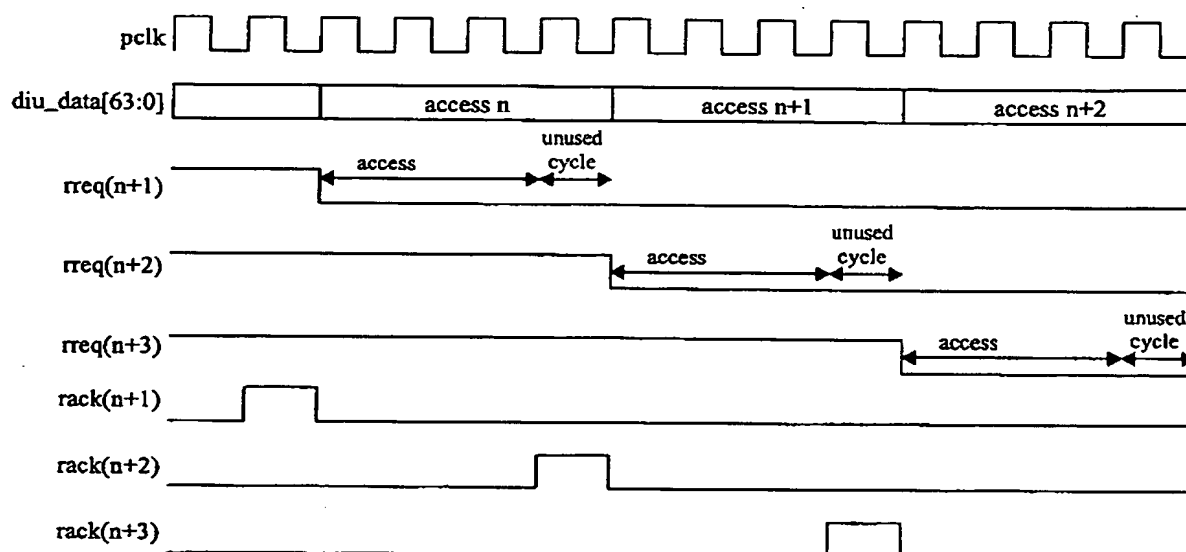 pclk
diu_data[63:0]
access n
access n+1
access n+2
rreq(n+1)
access
unused
cycle
rreq(n+2)
access
unused
cycle
rreq(n+3)
access
unused
cycle
rack(n+1)
rack(n+2)
rack(n+3)